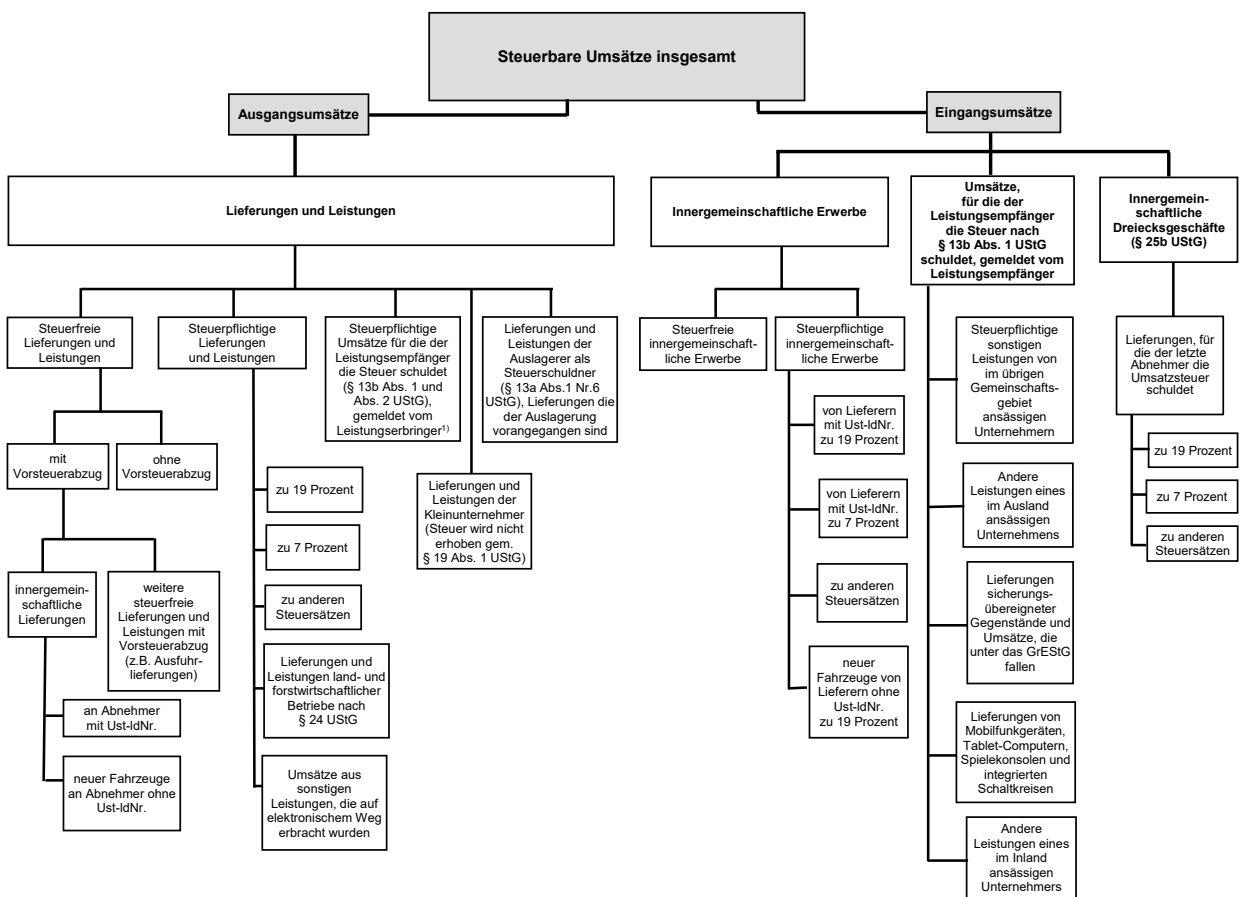 Steuerbare Umsätze insgesamt
Ausgangsumsätze
Eingangsumsätze
Lieferungen und Leistungen
Innergemeinschaftliche Erwerbe
Umsätze,
für die der
Leistungsempfänger
die Steuer nach
§ 13b Abs. 1 UStG
schuldet, gemeldet vom
Leistungsempfänger
Innergemein-
schaftliche
Dreiecksgeschäfte
(§ 25b UStG)
Steuerfreie
Lieferungen und
Leistungen
Steuerpflichtige
Lieferungen
und Leistungen
Steuerpflichtige
Umsätze für die der
Leistungsempfänger
die Steuer schuldet
(§ 13b Abs. 1 und
Abs. 2 UStG),
gemeldet vom
Leistungserbringer¹⁾
Lieferungen und
Leistungen der
Auslagerer als
Steuerschuldner
(§ 13a Abs.1 Nr.6
UStG), Lieferungen die
der Auslagerung
vorangegangen sind
Steuerfreie
innergemeinschaft-
liche Erwerbe
Steuerpflichtige
innergemeinschaft-
liche Erwerbe
Steuerpflichtige
sonstigen
Leistungen von
im übrigen
Gemeinschafts-
gebiet
ansässigen
Unternehmern
Lieferungen, für
die der letzte
Abnehmer die
Umsatzsteuer
schuldet
mit
Vorsteuerabzug
ohne
Vorsteuerabzug
zu 19 Prozent
zu 7 Prozent
zu anderen
Steuersätzen
Lieferungen und
Leistungen land- und
forstwirtschaftlicher
Betriebe nach
§ 24 UStG
Umsätze aus
sonstigen
Leistungen, die auf
elektronischem Weg
erbracht wurden
Lieferungen und
Leistungen der
Kleinunternehmer
(Steuer wird nicht
erhoben gem.
§ 19 Abs. 1 UStG)
innergemein-
schaftliche
Lieferungen
weitere
steuerfreie
Lieferungen und
Leistungen mit
Vorsteuerabzug
(z.B. Ausfuhr-
lieferungen)
an Abnehmer
mit Ust-IdNr.
neuer Fahrzeuge
an Abnehmer ohne
Ust-IdNr.
von Lieferern
mit Ust-IdNr.
zu 19 Prozent
von Lieferern
mit Ust-IdNr.
zu 7 Prozent
zu anderen
Steuersätzen
neuer
Fahrzeuge von
Lieferern ohne
Ust-IdNr.
zu 19 Prozent
Andere
Leistungen eines
im Ausland
ansässigen
Unternehmens
Lieferungen
sicherungs-
übereigneter
Gegenstände und
Umsätze, die
unter das GrEStG
fallen
Lieferungen von
Mobilfunkgeräten,
Tablet-Computern,
Spielekonsolen und
integrierten
Schaltkreisen
Andere
Leistungen eines
im Inland
ansässigen
Unternehmers
zu 19 Prozent
zu 7 Prozent
zu anderen
Steuersätzen